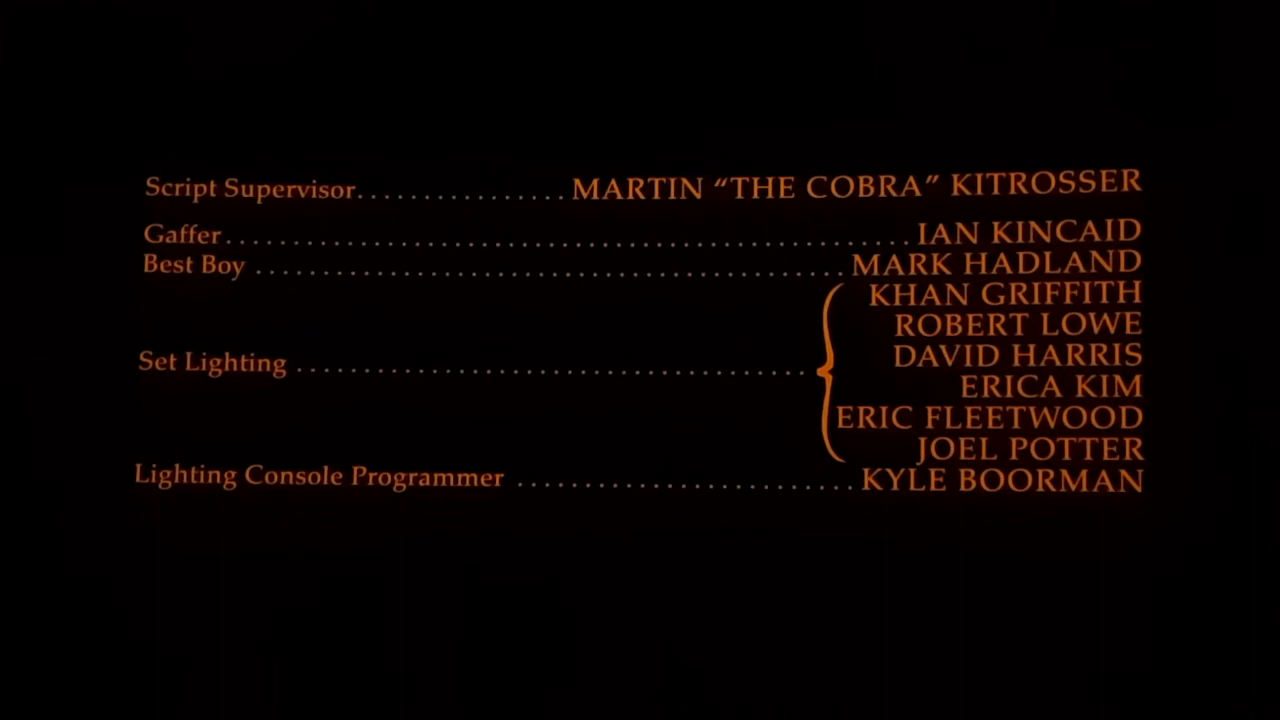 Script Supervisor................MARTIN “THE COBRA” KITROSSER
Gaffer.........................................................IAN KINCAID
Best Boy ............................................MARK HADLAND
KHAN GRIFFITH
ROBERT LOWE
DAVID HARRIS
Set Lighting ...................................... { ERICA KIM
ERIC FLEETWOOD
JOEL POTTER
Lighting Console Programmer .........................KYLE BOORMAN